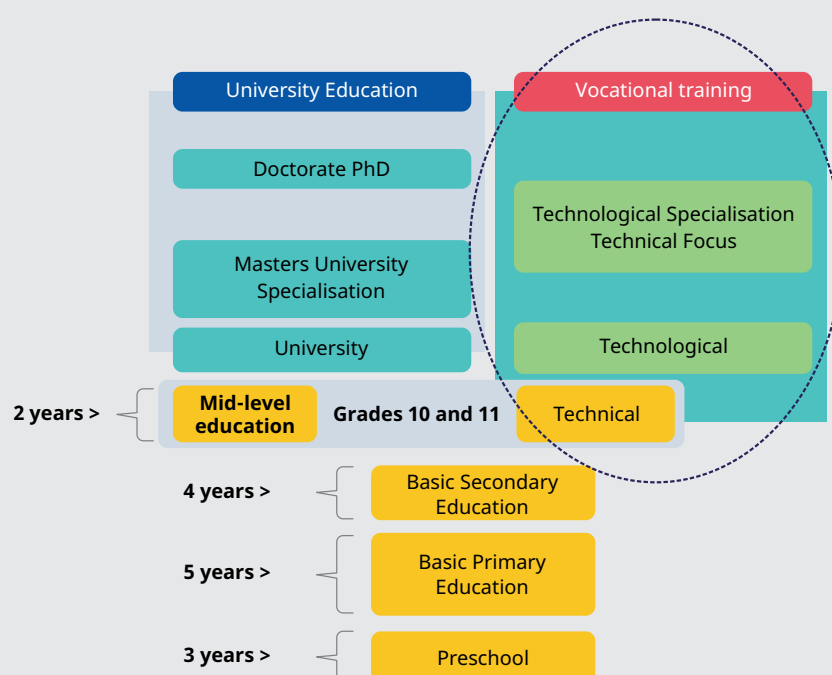 University Education
Vocational training
Doctorate PhD
Technological Specialisation
Technical Focus
Masters University
Specialisation
University
Technological
2 years >
Mid-level
education
Grades 10 and 11
Technical
4 years >
Basic Secondary
Education
5 years >
Basic Primary
Education
3 years >
Preschool